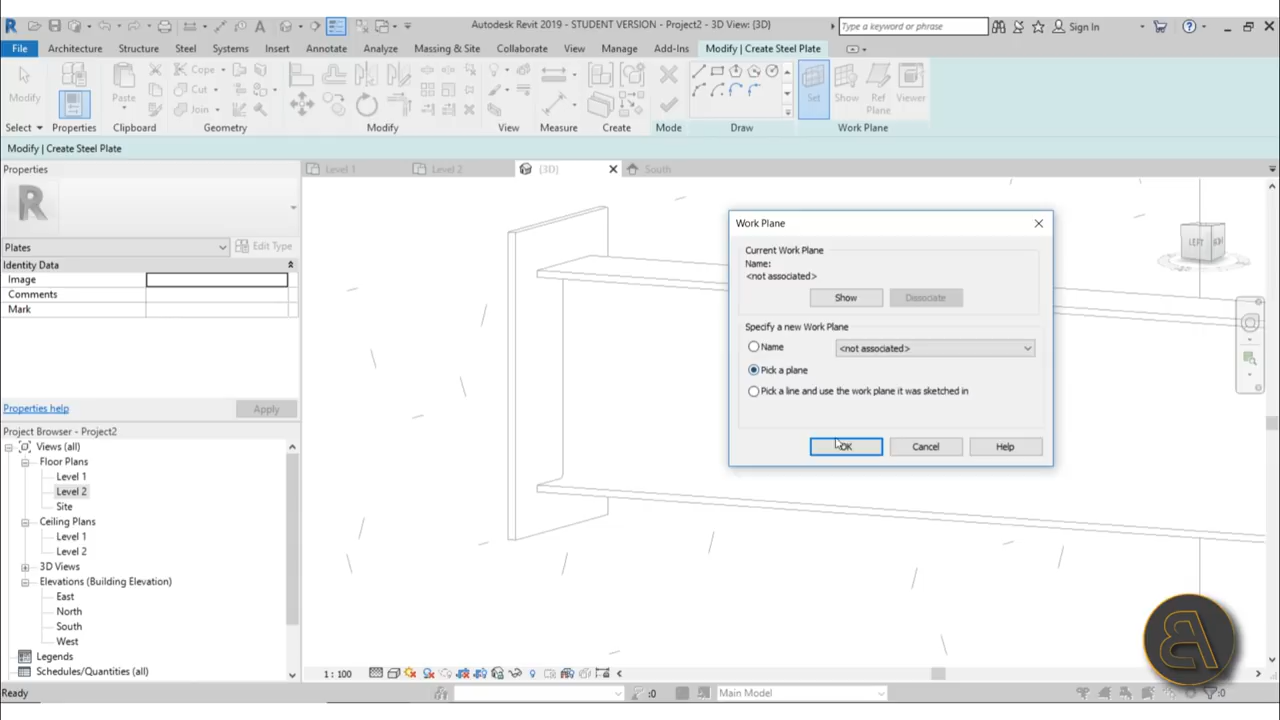 Autodesk Revit 2019 - STUDENT VERSION - Project2 - 3D View: {3D}
Type a keyword or phrase
Sign In
File Architecture Structure Steel Systems Insert Annotate Analyze Massing & Site Collaborate View Manage Add-Ins Modify | Create Steel Plate
Modify
Paste
Cope
Cut
Join
Set
Show
Ref Plane
Viewer
Select Properties Clipboard Geometry Modify View Measure Create Mode Draw Work Plane
Modify | Create Steel Plate
Properties
Level 1
Level 2
{3D}
South
R
Plates
Edit Type
Identity Data
Image
Comments
Mark
Properties help
Apply
Project Browser - Project2
Views (all)
Floor Plans
Level 1
Level 2
Site
Ceiling Plans
Level 1
Level 2
3D Views
Elevations (Building Elevation)
East
North
South
West
Legends
Schedules/Quantities (all)
Work Plane
Current Work Plane
Name:
<not associated>
Show
Dissociate
Specify a new Work Plane
Name
<not associated>
Pick a plane
Pick a line and use the work plane it was sketched in
OK
Cancel
Help
LEFT
1 : 100
Ready
:0
Main Model
:0